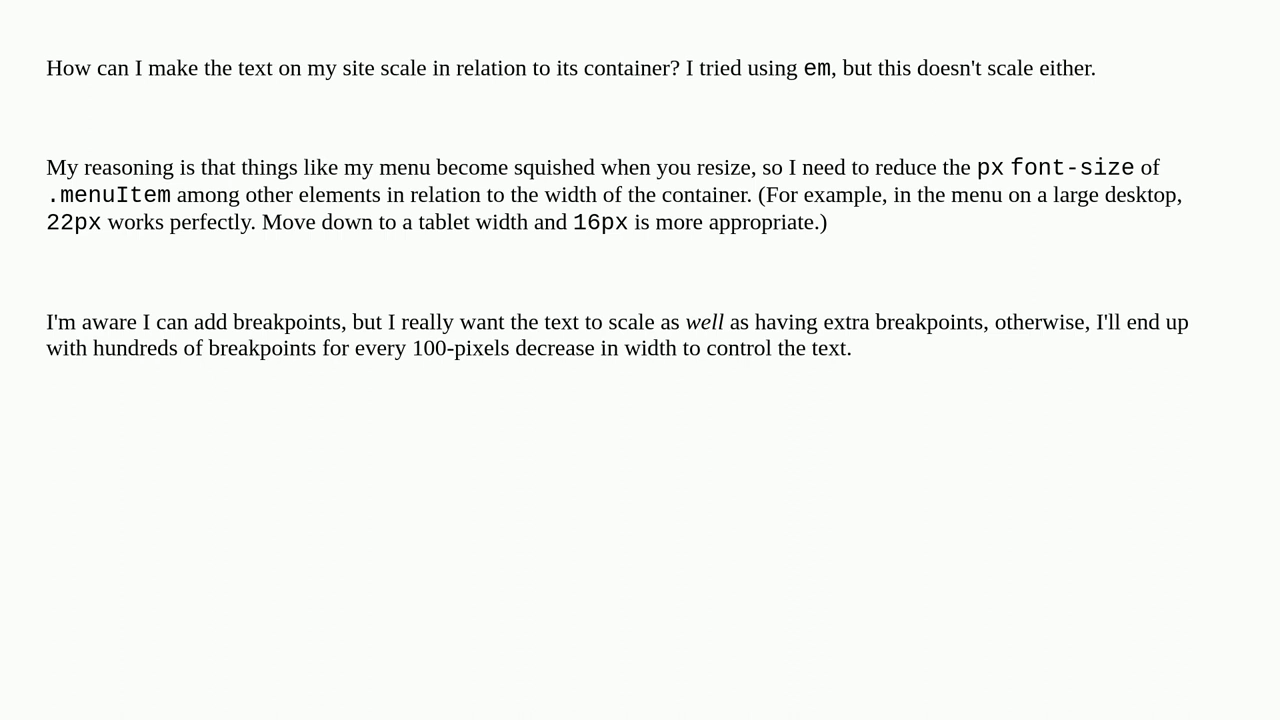 How can I make the text on my site scale in relation to its container? I tried using em, but this doesn't scale either.
My reasoning is that things like my menu become squished when you resize, so I need to reduce the px font-size of
.menuItem among other elements in relation to the width of the container. (For example, in the menu on a large desktop,
22px works perfectly. Move down to a tablet width and 16px is more appropriate.)
I'm aware I can add breakpoints, but I really want the text to scale as well as having extra breakpoints, otherwise, I'll end up
with hundreds of breakpoints for every 100-pixels decrease in width to control the text.